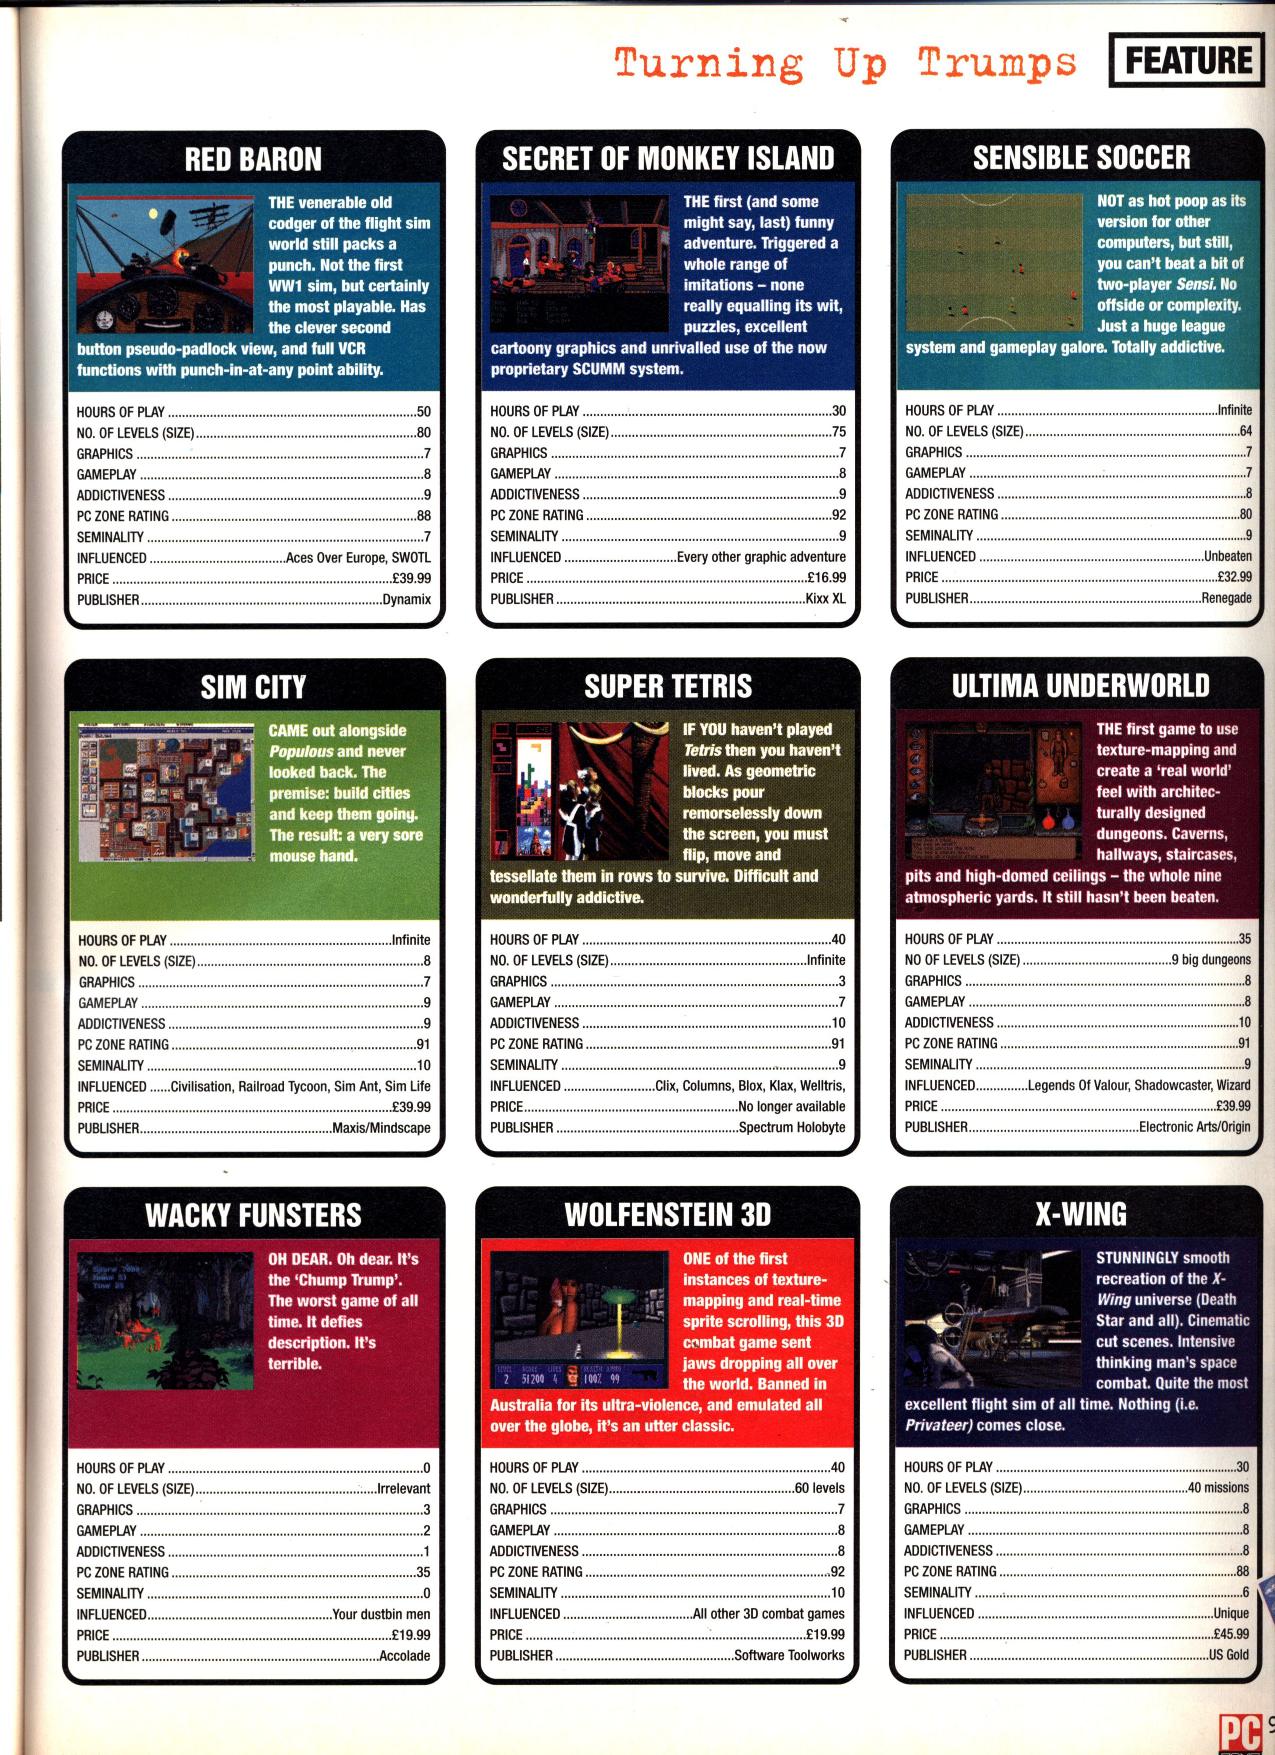 Turning Up Trumps FEATURE
RED BARON
THE venerable old
codger of the flight sim
world still packs a
punch. Not the first
WW1 sim, but certainly
the most playable. Has
the clever second
button pseudo-padlock view, and full VCR
functions with punch-in-at-any point ability.
HOURS OF PLAY ........ 50
NO. OF LEVELS (SIZE) ........ 80
GRAPHICS ........ 7
GAMEPLAY ........ 8
ADDICTIVENESS ........ 9
PC ZONE RATING ........ 88
SEMINALITY ........ 7
INFLUENCED ........ Aces Over Europe, SWOTL
PRICE ........ £39.99
PUBLISHER ........ Dynamix
SECRET OF MONKEY ISLAND
THE first (and some
might say, last) funny
adventure. Triggered a
whole range of
imitations – none
really equalling its wit,
puzzles, excellent
cartoony graphics and unrivalled use of the now
proprietary SCUMM system.
HOURS OF PLAY ........ 30
NO. OF LEVELS (SIZE) ........ 75
GRAPHICS ........ 7
GAMEPLAY ........ 8
ADDICTIVENESS ........ 9
PC ZONE RATING ........ 92
SEMINALITY ........ 9
INFLUENCED ........ Every other graphic adventure
PRICE ........ £16.99
PUBLISHER ........ Kixx XL
SENSIBLE SOCCER
NOT as hot poop as its
version for other
computers, but still,
you can't beat a bit of
two-player Sensi. No
offside or complexity.
Just a huge league
system and gameplay galore. Totally addictive.
HOURS OF PLAY ........ Infinite
NO. OF LEVELS (SIZE) ........ 64
GRAPHICS ........ 7
GAMEPLAY ........ 7
ADDICTIVENESS ........ 8
PC ZONE RATING ........ 80
SEMINALITY ........ 9
INFLUENCED ........ Unbeaten
PRICE ........ £32.99
PUBLISHER ........ Renegade
SIM CITY
CAME out alongside
Populous and never
looked back. The
premise: build cities
and keep them going.
The result: a very sore
mouse hand.
HOURS OF PLAY ........ Infinite
NO. OF LEVELS (SIZE) ........ 8
GRAPHICS ........ 7
GAMEPLAY ........ 9
ADDICTIVENESS ........ 9
PC ZONE RATING ........ 91
SEMINALITY ........ 10
INFLUENCED ...... Civilisation, Railroad Tycoon, Sim Ant, Sim Life
PRICE ........ £39.99
PUBLISHER ........ Maxis/Mindscape
SUPER TETRIS
IF YOU haven't played
Tetris then you haven't
lived. As geometric
blocks pour
remorselessly down
the screen, you must
flip, move and
tessellate them in rows to survive. Difficult and
wonderfully addictive.
HOURS OF PLAY ........ 40
NO. OF LEVELS (SIZE) ........ Infinite
GRAPHICS ........ 3
GAMEPLAY ........ 7
ADDICTIVENESS ........ 10
PC ZONE RATING ........ 91
SEMINALITY ........ 9
INFLUENCED ........ Clix, Columns, Blox, Klax, Welltris,
PRICE ........ No longer available
PUBLISHER ........ Spectrum Holobyte
ULTIMA UNDERWORLD
THE first game to use
texture-mapping and
create a 'real world'
feel with architec-
turally designed
dungeons. Caverns,
hallways, staircases,
pits and high-domed ceilings – the whole nine
atmospheric yards. It still hasn't been beaten.
HOURS OF PLAY ........ 35
NO OF LEVELS (SIZE) ........ 9 big dungeons
GRAPHICS ........ 8
GAMEPLAY ........ 8
ADDICTIVENESS ........ 10
PC ZONE RATING ........ 91
SEMINALITY ........ 9
INFLUENCED ........ Legends Of Valour, Shadowcaster, Wizard
PRICE ........ £39.99
PUBLISHER ........ Electronic Arts/Origin
WACKY FUNSTERS
OH DEAR. Oh dear. It's
the 'Chump Trump'.
The worst game of all
time. It defies
description. It's
terrible.
HOURS OF PLAY ........ 0
NO. OF LEVELS (SIZE) ........ Irrelevant
GRAPHICS ........ 3
GAMEPLAY ........ 2
ADDICTIVENESS ........ 1
PC ZONE RATING ........ 35
SEMINALITY ........ 0
INFLUENCED ........ Your dustbin men
PRICE ........ £19.99
PUBLISHER ........ Accolade
WOLFENSTEIN 3D
ONE of the first
instances of texture-
mapping and real-time
sprite scrolling, this 3D
combat game sent
jaws dropping all over
the world. Banned in
Australia for its ultra-violence, and emulated all
over the globe, it's an utter classic.
LEVEL SCORE LIVES HEALTH AMMO
2 51200 4 100% 99
HOURS OF PLAY ........ 40
NO. OF LEVELS (SIZE) ........ 60 levels
GRAPHICS ........ 7
GAMEPLAY ........ 8
ADDICTIVENESS ........ 8
PC ZONE RATING ........ 92
SEMINALITY ........ 10
INFLUENCED ........ All other 3D combat games
PRICE ........ £19.99
PUBLISHER ........ Software Toolworks
X-WING
STUNNINGLY smooth
recreation of the X-
Wing universe (Death
Star and all). Cinematic
cut scenes. Intensive
thinking man's space
combat. Quite the most
excellent flight sim of all time. Nothing (i.e.
Privateer) comes close.
HOURS OF PLAY ........ 30
NO. OF LEVELS (SIZE) ........ 40 missions
GRAPHICS ........ 8
GAMEPLAY ........ 8
ADDICTIVENESS ........ 8
PC ZONE RATING ........ 88
SEMINALITY ........ 6
INFLUENCED ........ Unique
PRICE ........ £45.99
PUBLISHER ........ US Gold
PC